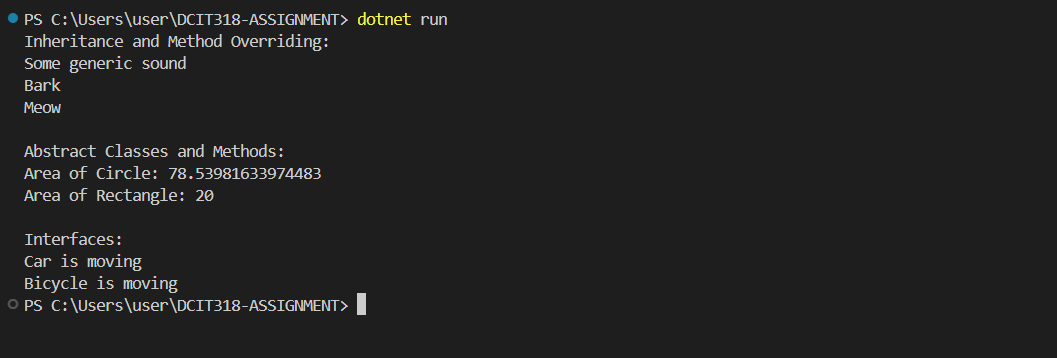 PS C:\Users\user\DCIT318-ASSIGNMENT> dotnet run
Inheritance and Method Overriding:
Some generic sound
Bark
Meow
Abstract Classes and Methods:
Area of Circle: 78.53981633974483
Area of Rectangle: 20
Interfaces:
Car is moving
Bicycle is moving
PS C:\Users\user\DCIT318-ASSIGNMENT>